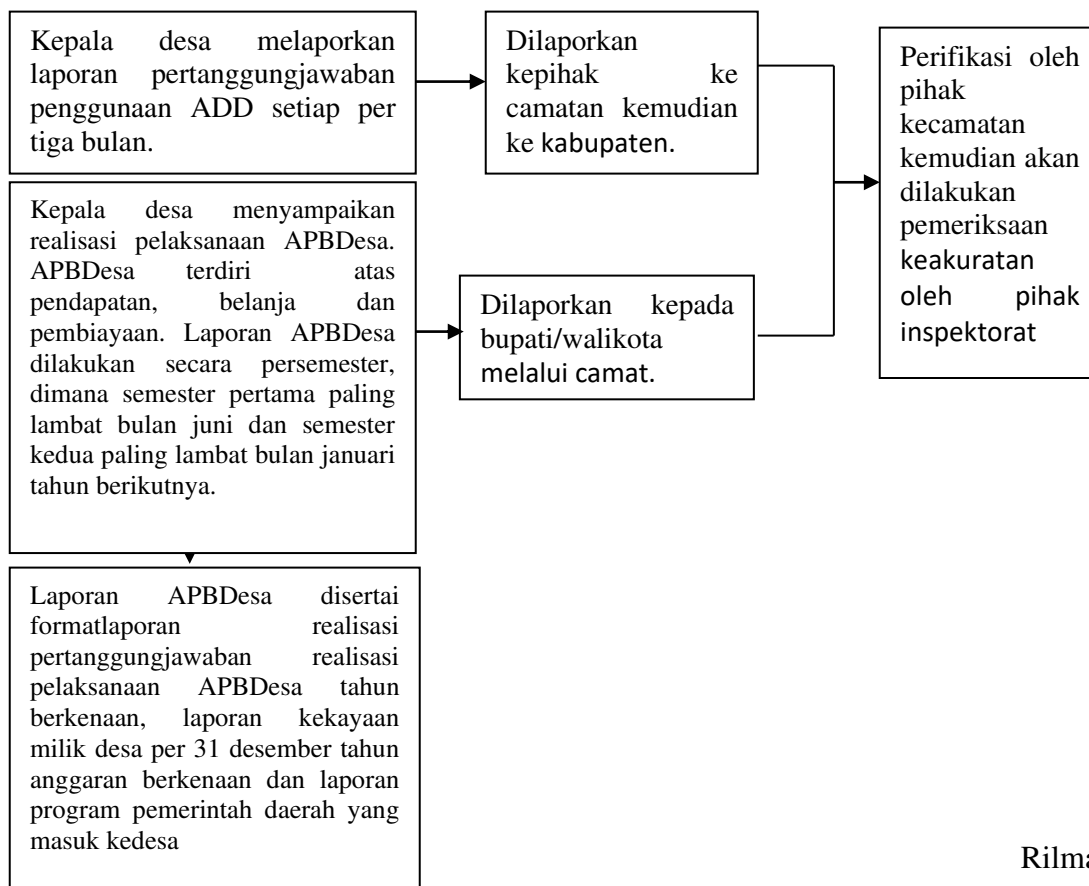 Kepala desa melaporkan
laporan pertanggungjawaban
penggunaan ADD setiap per
tiga bulan.
Dilaporkan
kepihak ke
camatan kemudian
ke kabupaten.
Perifikasi oleh
pihak
kecamatan
kemudian akan
dilakukan
pemeriksaan
keakuratan
oleh pihak
inspektorat
Kepala desa menyampaikan
realisasi pelaksanaan APBDesa.
APBDesa terdiri atas
pendapatan, belanja dan
pembiayaan. Laporan APBDesa
dilakukan secara persemester,
dimana semester pertama paling
lambat bulan juni dan semester
kedua paling lambat bulan januari
tahun berikutnya.
Dilaporkan kepada
bupati/walikota
melalui camat.
Laporan APBDesa disertai
formatlaporan realisasi
pertanggungjawaban realisasi
pelaksanaan APBDesa tahun
berkenaan, laporan kekayaan
milik desa per 31 desember tahun
anggaran berkenaan dan laporan
program pemerintah daerah yang
masuk kedesa
Rilma